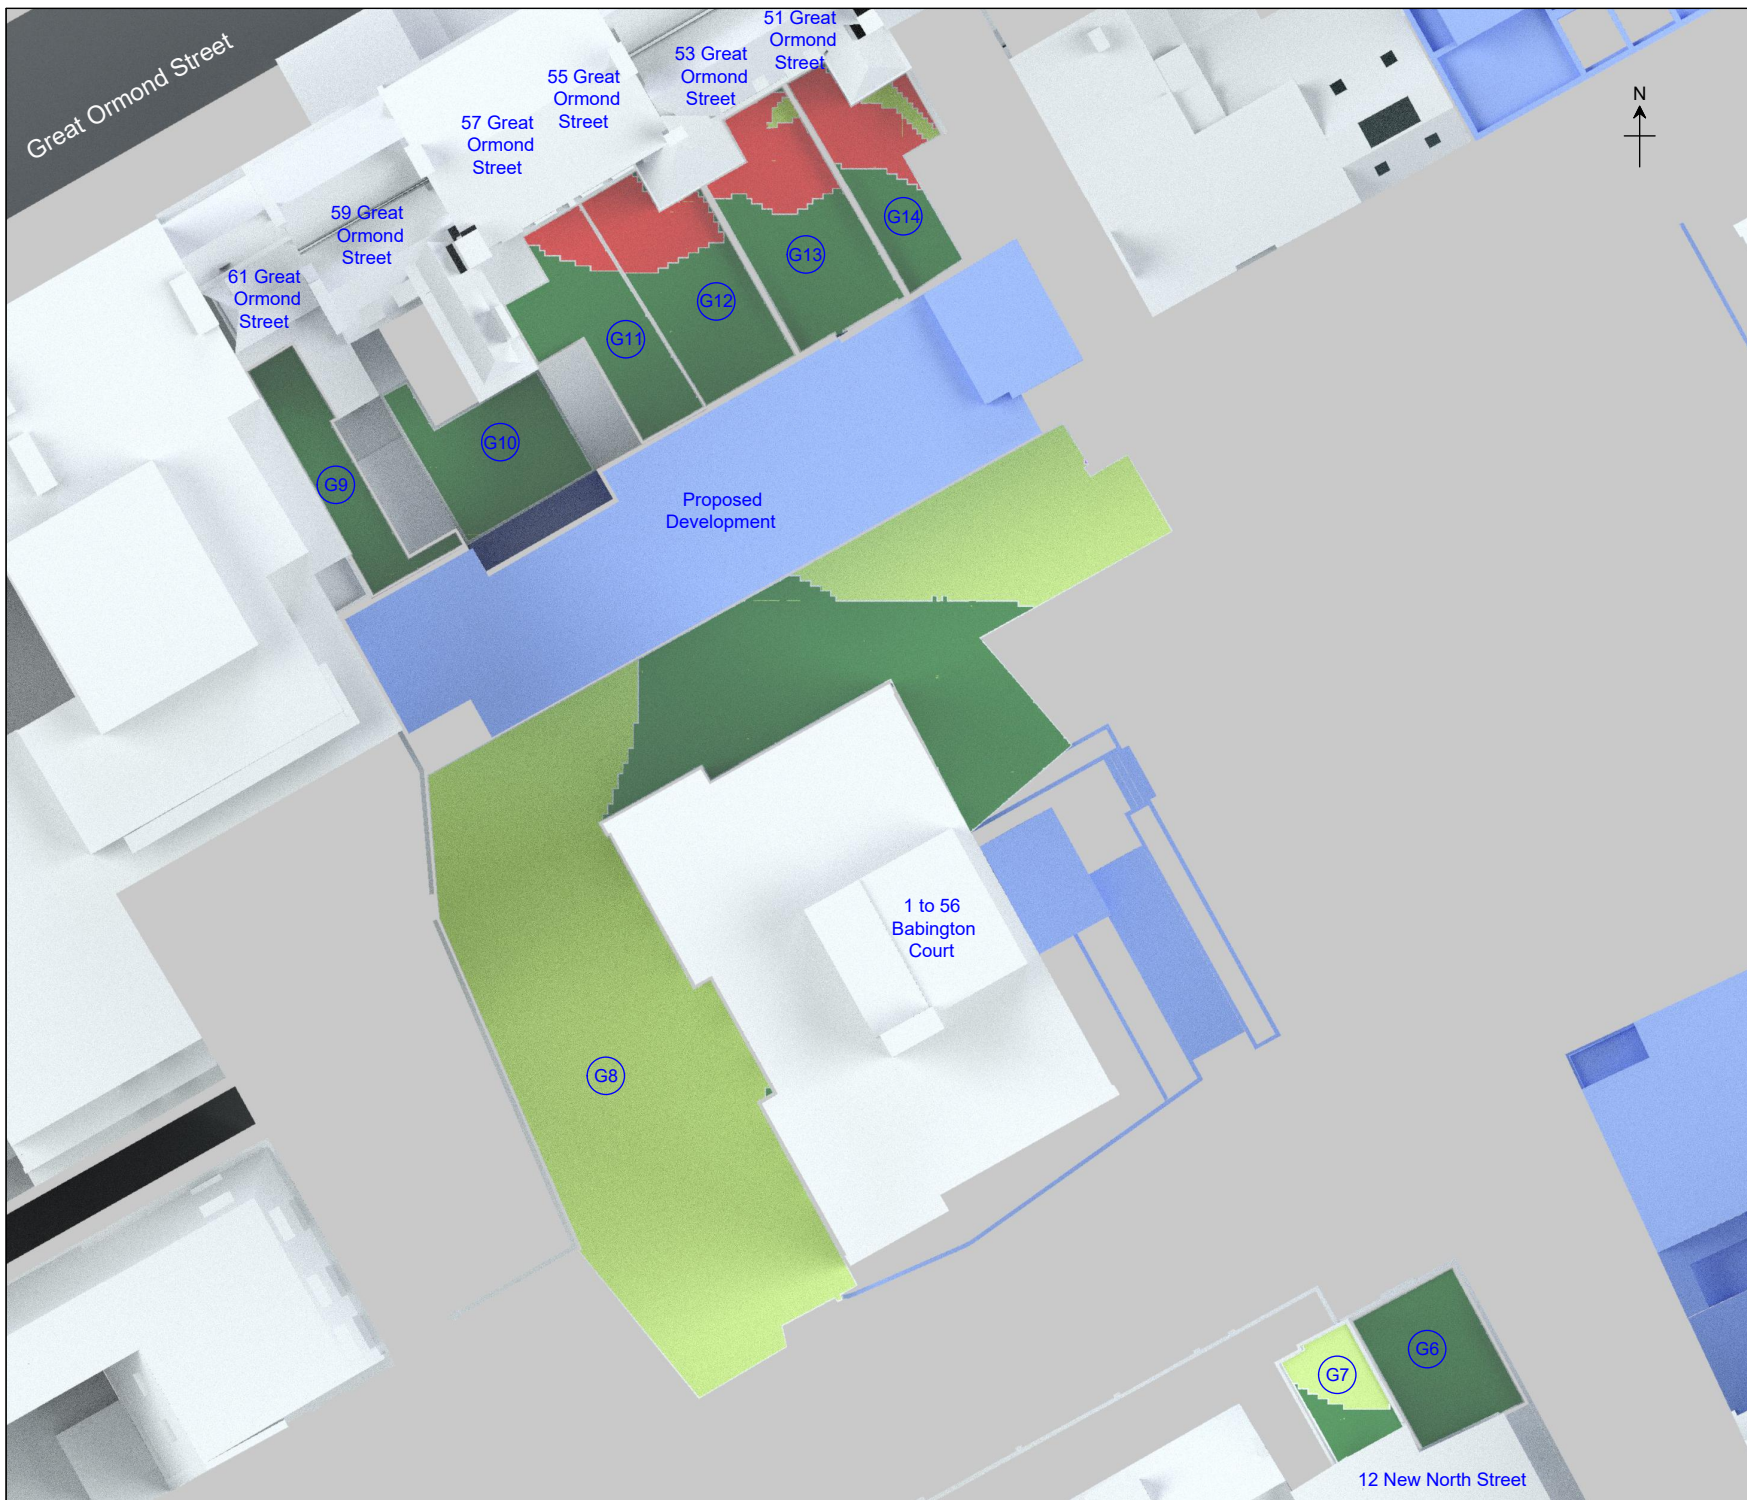 Great Ormond Street
51 Great
Ormond
Street
53 Great
Ormond
Street
55 Great
Ormond
Street
57 Great
Ormond
Street
59 Great
Ormond
Street
61 Great
Ormond
Street
N
G14
G13
G12
G11
G10
G9
Proposed
Development
1 to 56
Babington
Court
G8
G7
G6
12 New North Street